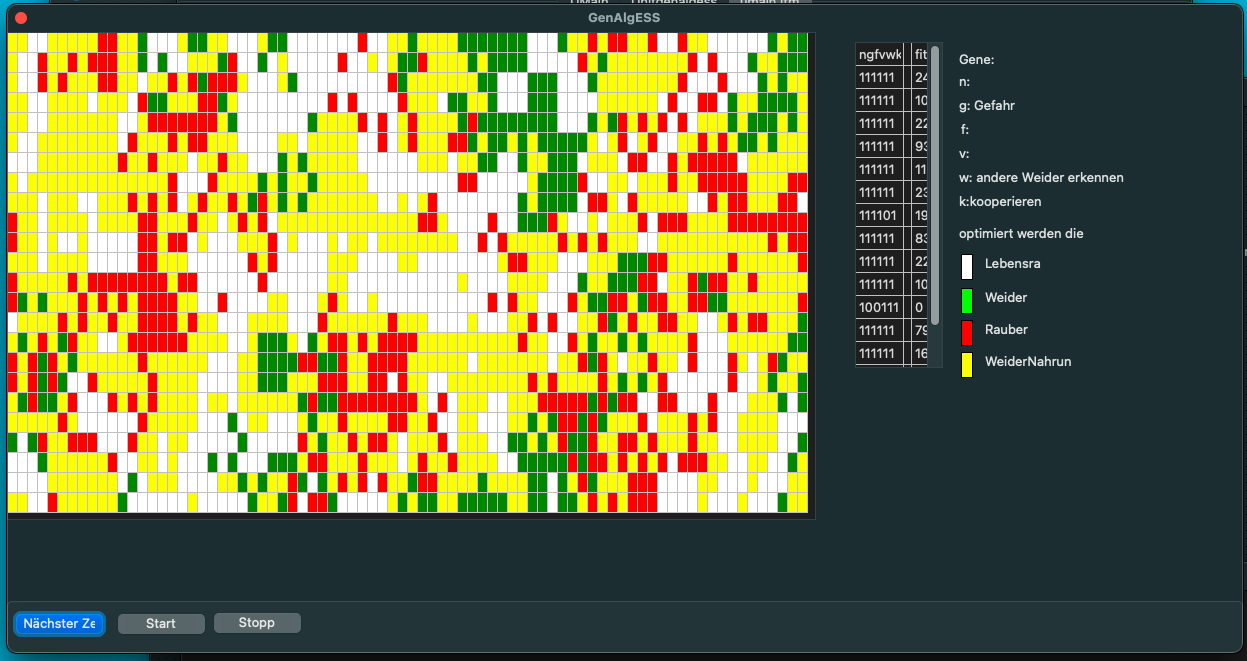 GenAlgESS
ngfvwk fit
111111 24
111111 10
111111 22
111111 93
111111 11
111111 23
111101 19
111111 83
111111 22
111111 10
100111 0
111111 79
111111 16
Gene:
n:
g: Gefahr
f:
v:
w: andere Weider erkennen
k:kooperieren
optimiert werden die
Lebensra
Weider
Rauber
WeiderNahrun
Nächster Ze
Start
Stopp